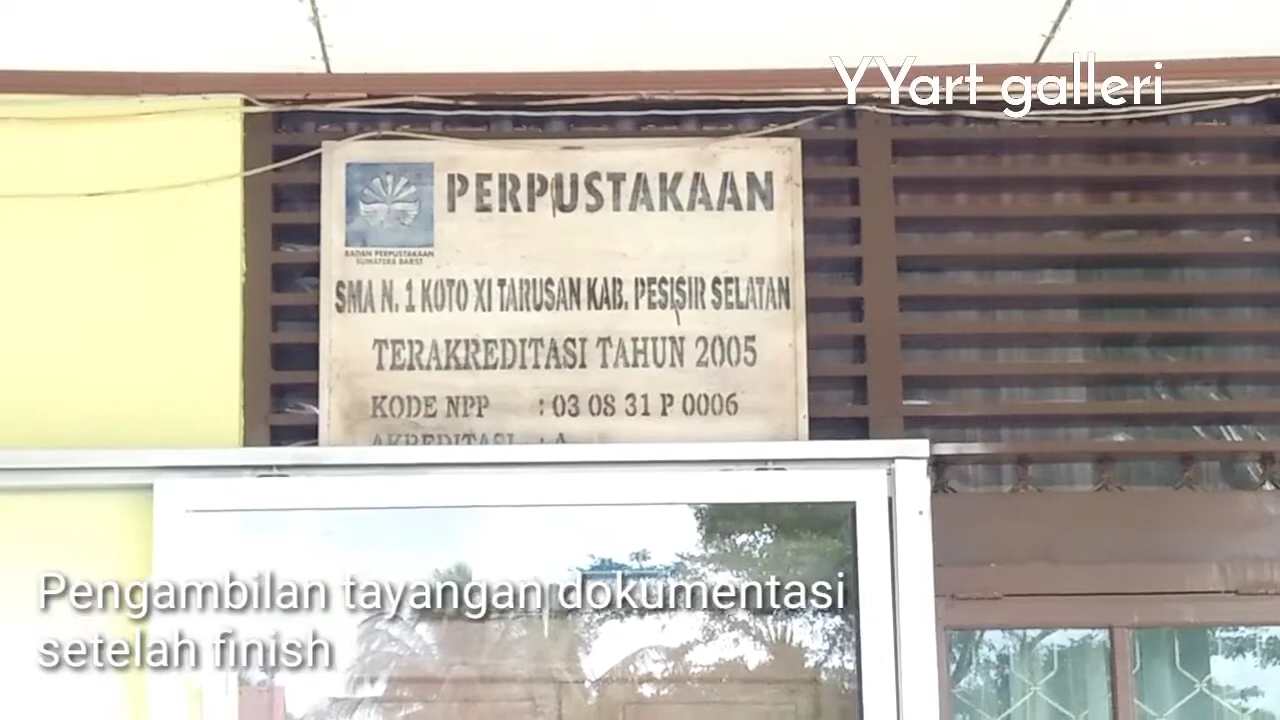 YYart galleri
PERPUSTAKAAN
BADAN PERPUSTAKAAN
SUMATERA BARAT
SMA N. 1 KOTO XI TARUSAN KAB. PESISIR SELATAN
TERAKREDITASI TAHUN 2005
KODE NPP : 03 08 31 P 0006
AKREDITASI : A
Pengambilan tayangan dokumentasi
setelah finish